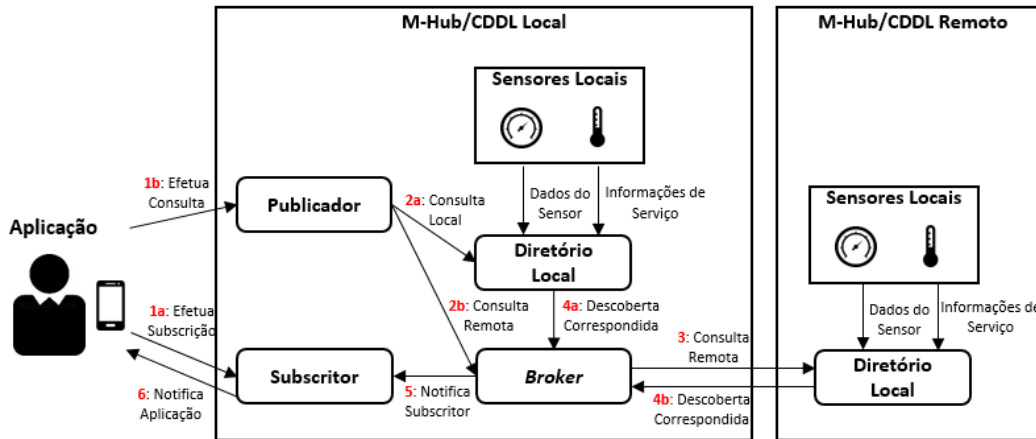 M-Hub/CDDL Local
M-Hub/CDDL Remoto
Sensores Locais
1b: Efetua
Consulta
Publicador
2a: Consulta
Local
Dados do
Sensor
Informações de
Serviço
Sensores Locais
Aplicação
Diretório
Local
1a: Efetua
Subscrição
2b: Consulta
Remota
4a: Descoberta
Correspondida
3: Consulta
Remota
Dados do
Sensor
Informações de
Serviço
Subscritor
Broker
Diretório
Local
6: Notifica
Aplicação
5: Notifica
Subscritor
4b: Descoberta
Correspondida